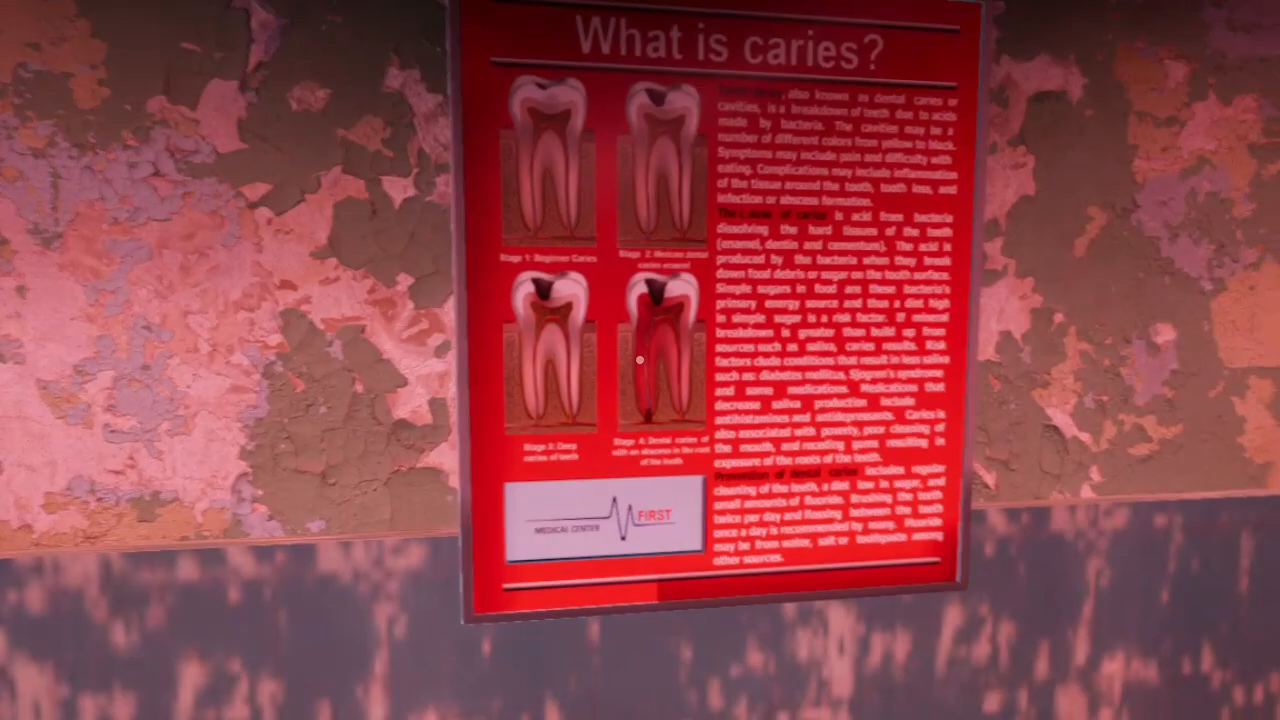 What is caries?
also known as dental caries or
cavities, is a breakdown of teeth due to acids
made by bacteria. The cavities may be a
number of different colors from yellow to black.
Symptoms may include pain and difficulty with
eating. Complications may include inflammation
of the tissue around the tooth, tooth loss, and
infection or abscess formation.
The cause of caries is acid from bacteria
dissolving the hard tissues of the teeth
(enamel, dentin and cementum). The acid is
produced by the bacteria when they break
down food debris or sugar on the tooth surface.
Simple sugars in food are these bacteria's
primary energy source and thus a diet high
in simple sugar is a risk factor. If mineral
breakdown is greater than build up from
sources such as saliva, caries results. Risk
factors clude conditions that result in less saliva
such as: diabetes mellitus, Sjogren's syndrome
and some medications. Medications that
decrease saliva production include
antihistamines and antidepressants. Caries is
also associated with poverty, poor cleaning of
the mouth, and receding gums resulting in
exposure of the roots of the teeth.
Prevention of dental caries includes regular
cleaning of the teeth, a diet low in sugar, and
small amounts of fluoride. Brushing the teeth
twice per day and flossing between the teeth
once a day is recommended by many. Fluoride
may be from water, salt or toothpaste among
other sources.
Stage 1: Beginner Caries
Stage 2:
caries enamel
Stage 3: Deep
caries of teeth
Stage 4: Dental caries of
with an abscess in the root
of the tooth
MEDICAL CENTER FIRST